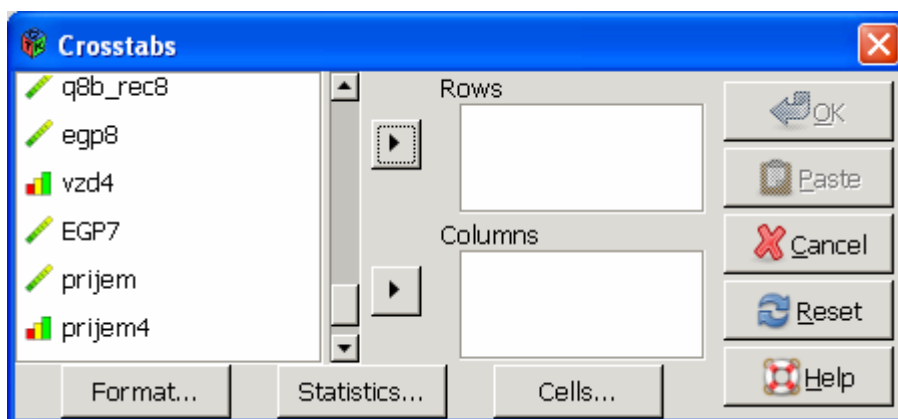 Crosstabs
q8b_rec8
egp8
vzd4
EGP7
prijem
prijem4
Rows
Columns
OK
Paste
Cancel
Reset
Help
Format...
Statistics...
Cells...